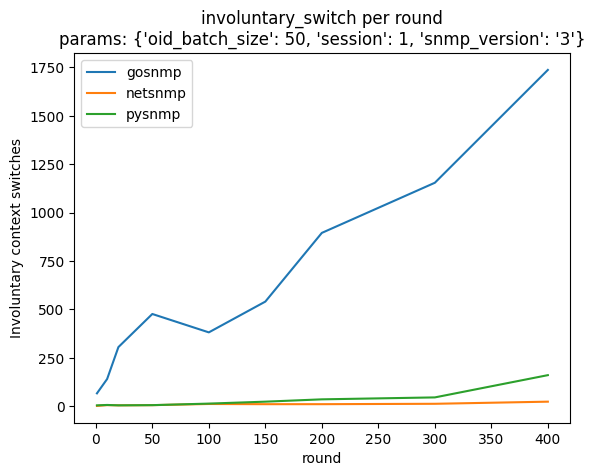 involuntary_switch per round
params: {'oid_batch_size': 50, 'session': 1, 'snmp_version': '3'}
gosnmp
netsnmp
pysnmp
Involuntary context switches
1750
1500
1250
1000
750
500
250
0
0 50 100 150 200 250 300 350 400
round